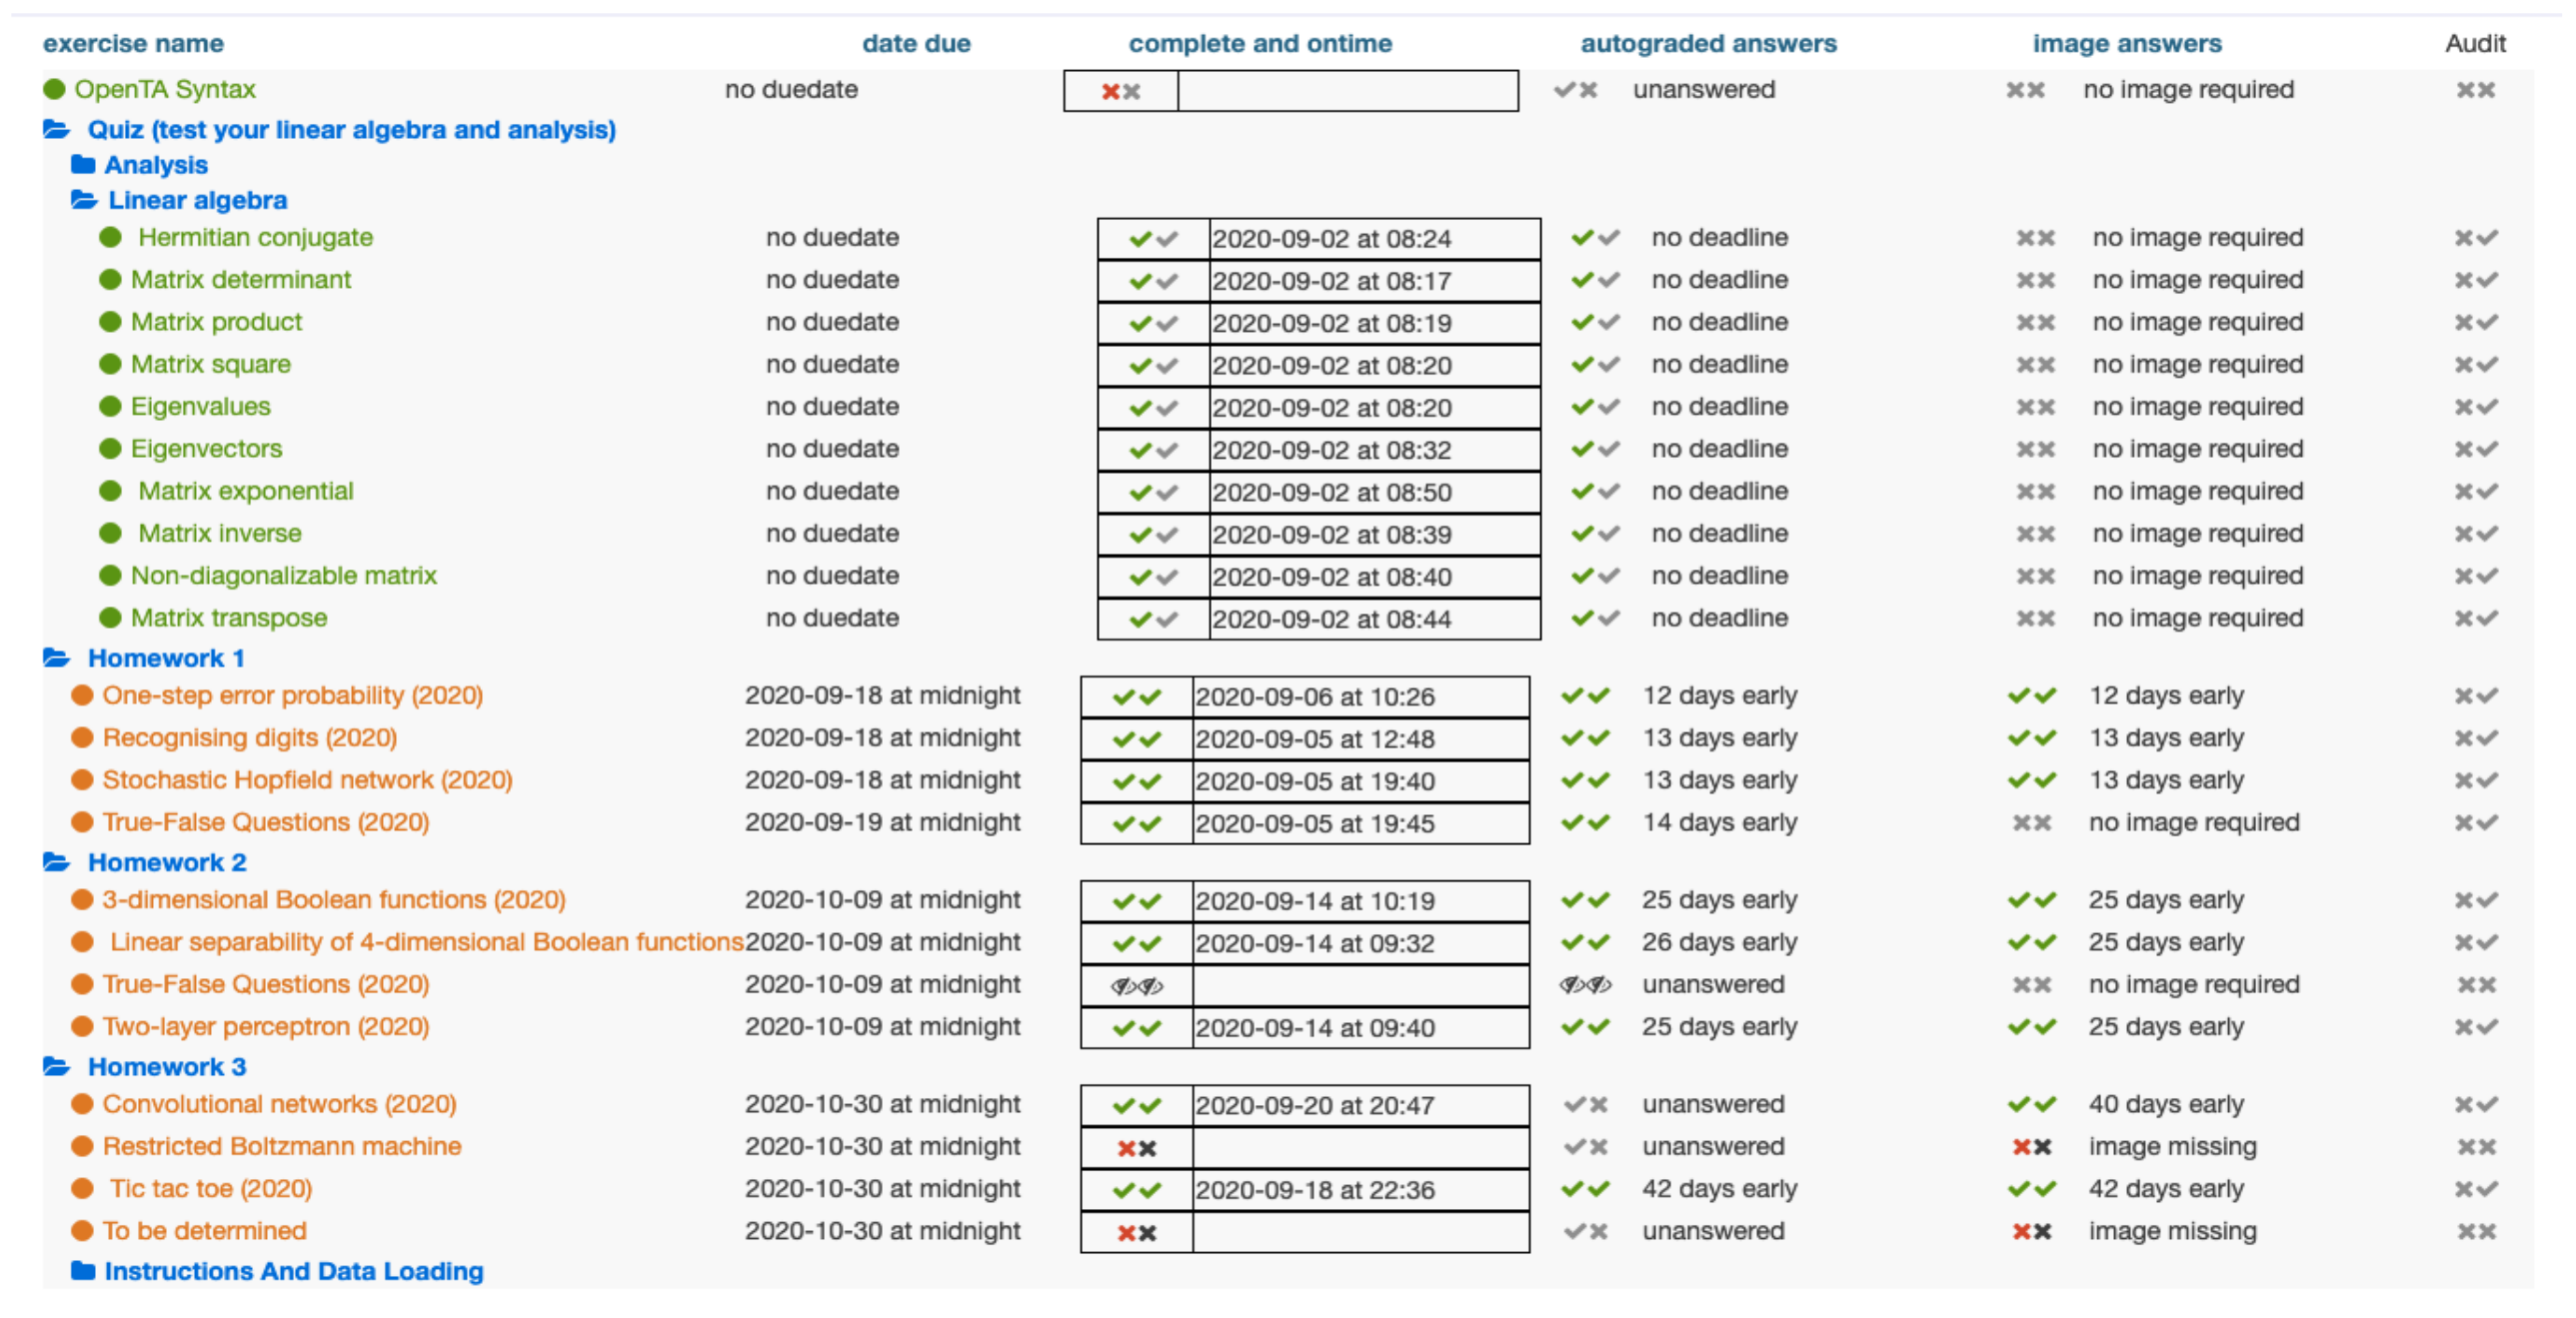 exercise name date due complete and ontime autograded answers image answers Audit
OpenTA Syntax no duedate unanswered no image required
Quiz (test your linear algebra and analysis)
Analysis
Linear algebra
Hermitian conjugate no duedate 2020-09-02 at 08:24 no deadline no image required
Matrix determinant no duedate 2020-09-02 at 08:17 no deadline no image required
Matrix product no duedate 2020-09-02 at 08:19 no deadline no image required
Matrix square no duedate 2020-09-02 at 08:20 no deadline no image required
Eigenvalues no duedate 2020-09-02 at 08:20 no deadline no image required
Eigenvectors no duedate 2020-09-02 at 08:32 no deadline no image required
Matrix exponential no duedate 2020-09-02 at 08:50 no deadline no image required
Matrix inverse no duedate 2020-09-02 at 08:39 no deadline no image required
Non-diagonalizable matrix no duedate 2020-09-02 at 08:40 no deadline no image required
Matrix transpose no duedate 2020-09-02 at 08:44 no deadline no image required
Homework 1
One-step error probability (2020) 2020-09-18 at midnight 2020-09-06 at 10:26 12 days early 12 days early
Recognising digits (2020) 2020-09-18 at midnight 2020-09-05 at 12:48 13 days early 13 days early
Stochastic Hopfield network (2020) 2020-09-18 at midnight 2020-09-05 at 19:40 13 days early 13 days early
True-False Questions (2020) 2020-09-19 at midnight 2020-09-05 at 19:45 14 days early no image required
Homework 2
3-dimensional Boolean functions (2020) 2020-10-09 at midnight 2020-09-14 at 10:19 25 days early 25 days early
Linear separability of 4-dimensional Boolean functions 2020-10-09 at midnight 2020-09-14 at 09:32 26 days early 25 days early
True-False Questions (2020) 2020-10-09 at midnight unanswered no image required
Two-layer perceptron (2020) 2020-10-09 at midnight 2020-09-14 at 09:40 25 days early 25 days early
Homework 3
Convolutional networks (2020) 2020-10-30 at midnight 2020-09-20 at 20:47 unanswered 40 days early
Restricted Boltzmann machine 2020-10-30 at midnight unanswered image missing
Tic tac toe (2020) 2020-10-30 at midnight 2020-09-18 at 22:36 42 days early 42 days early
To be determined 2020-10-30 at midnight unanswered image missing
Instructions And Data Loading